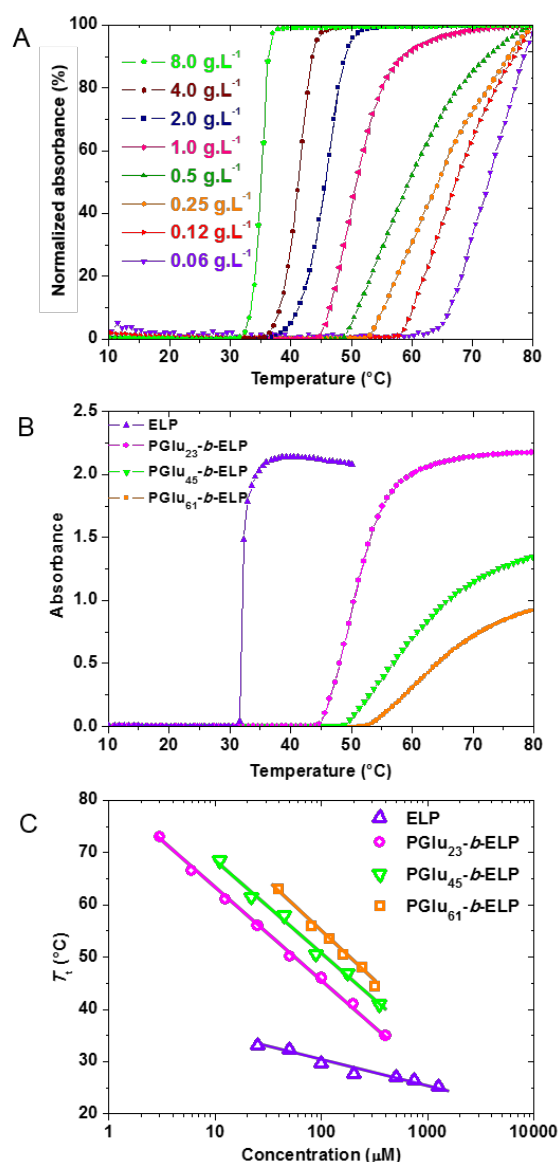 A
Normalized absorbance (%)
100
80
60
40
20
0
8.0 g.L⁻¹
4.0 g.L⁻¹
2.0 g.L⁻¹
1.0 g.L⁻¹
0.5 g.L⁻¹
0.25 g.L⁻¹
0.12 g.L⁻¹
0.06 g.L⁻¹
10 20 30 40 50 60 70 80
Temperature (°C)
B
Absorbance
2.5
2.0
1.5
1.0
0.5
0.0
ELP
PGlu₂₃-b-ELP
PGlu₄₅-b-ELP
PGlu₆₁-b-ELP
10 20 30 40 50 60 70 80
Temperature (°C)
C
Tₜ (°C)
80
70
60
50
40
30
20
ELP
PGlu₂₃-b-ELP
PGlu₄₅-b-ELP
PGlu₆₁-b-ELP
1 10 100 1000 10000
Concentration (μM)